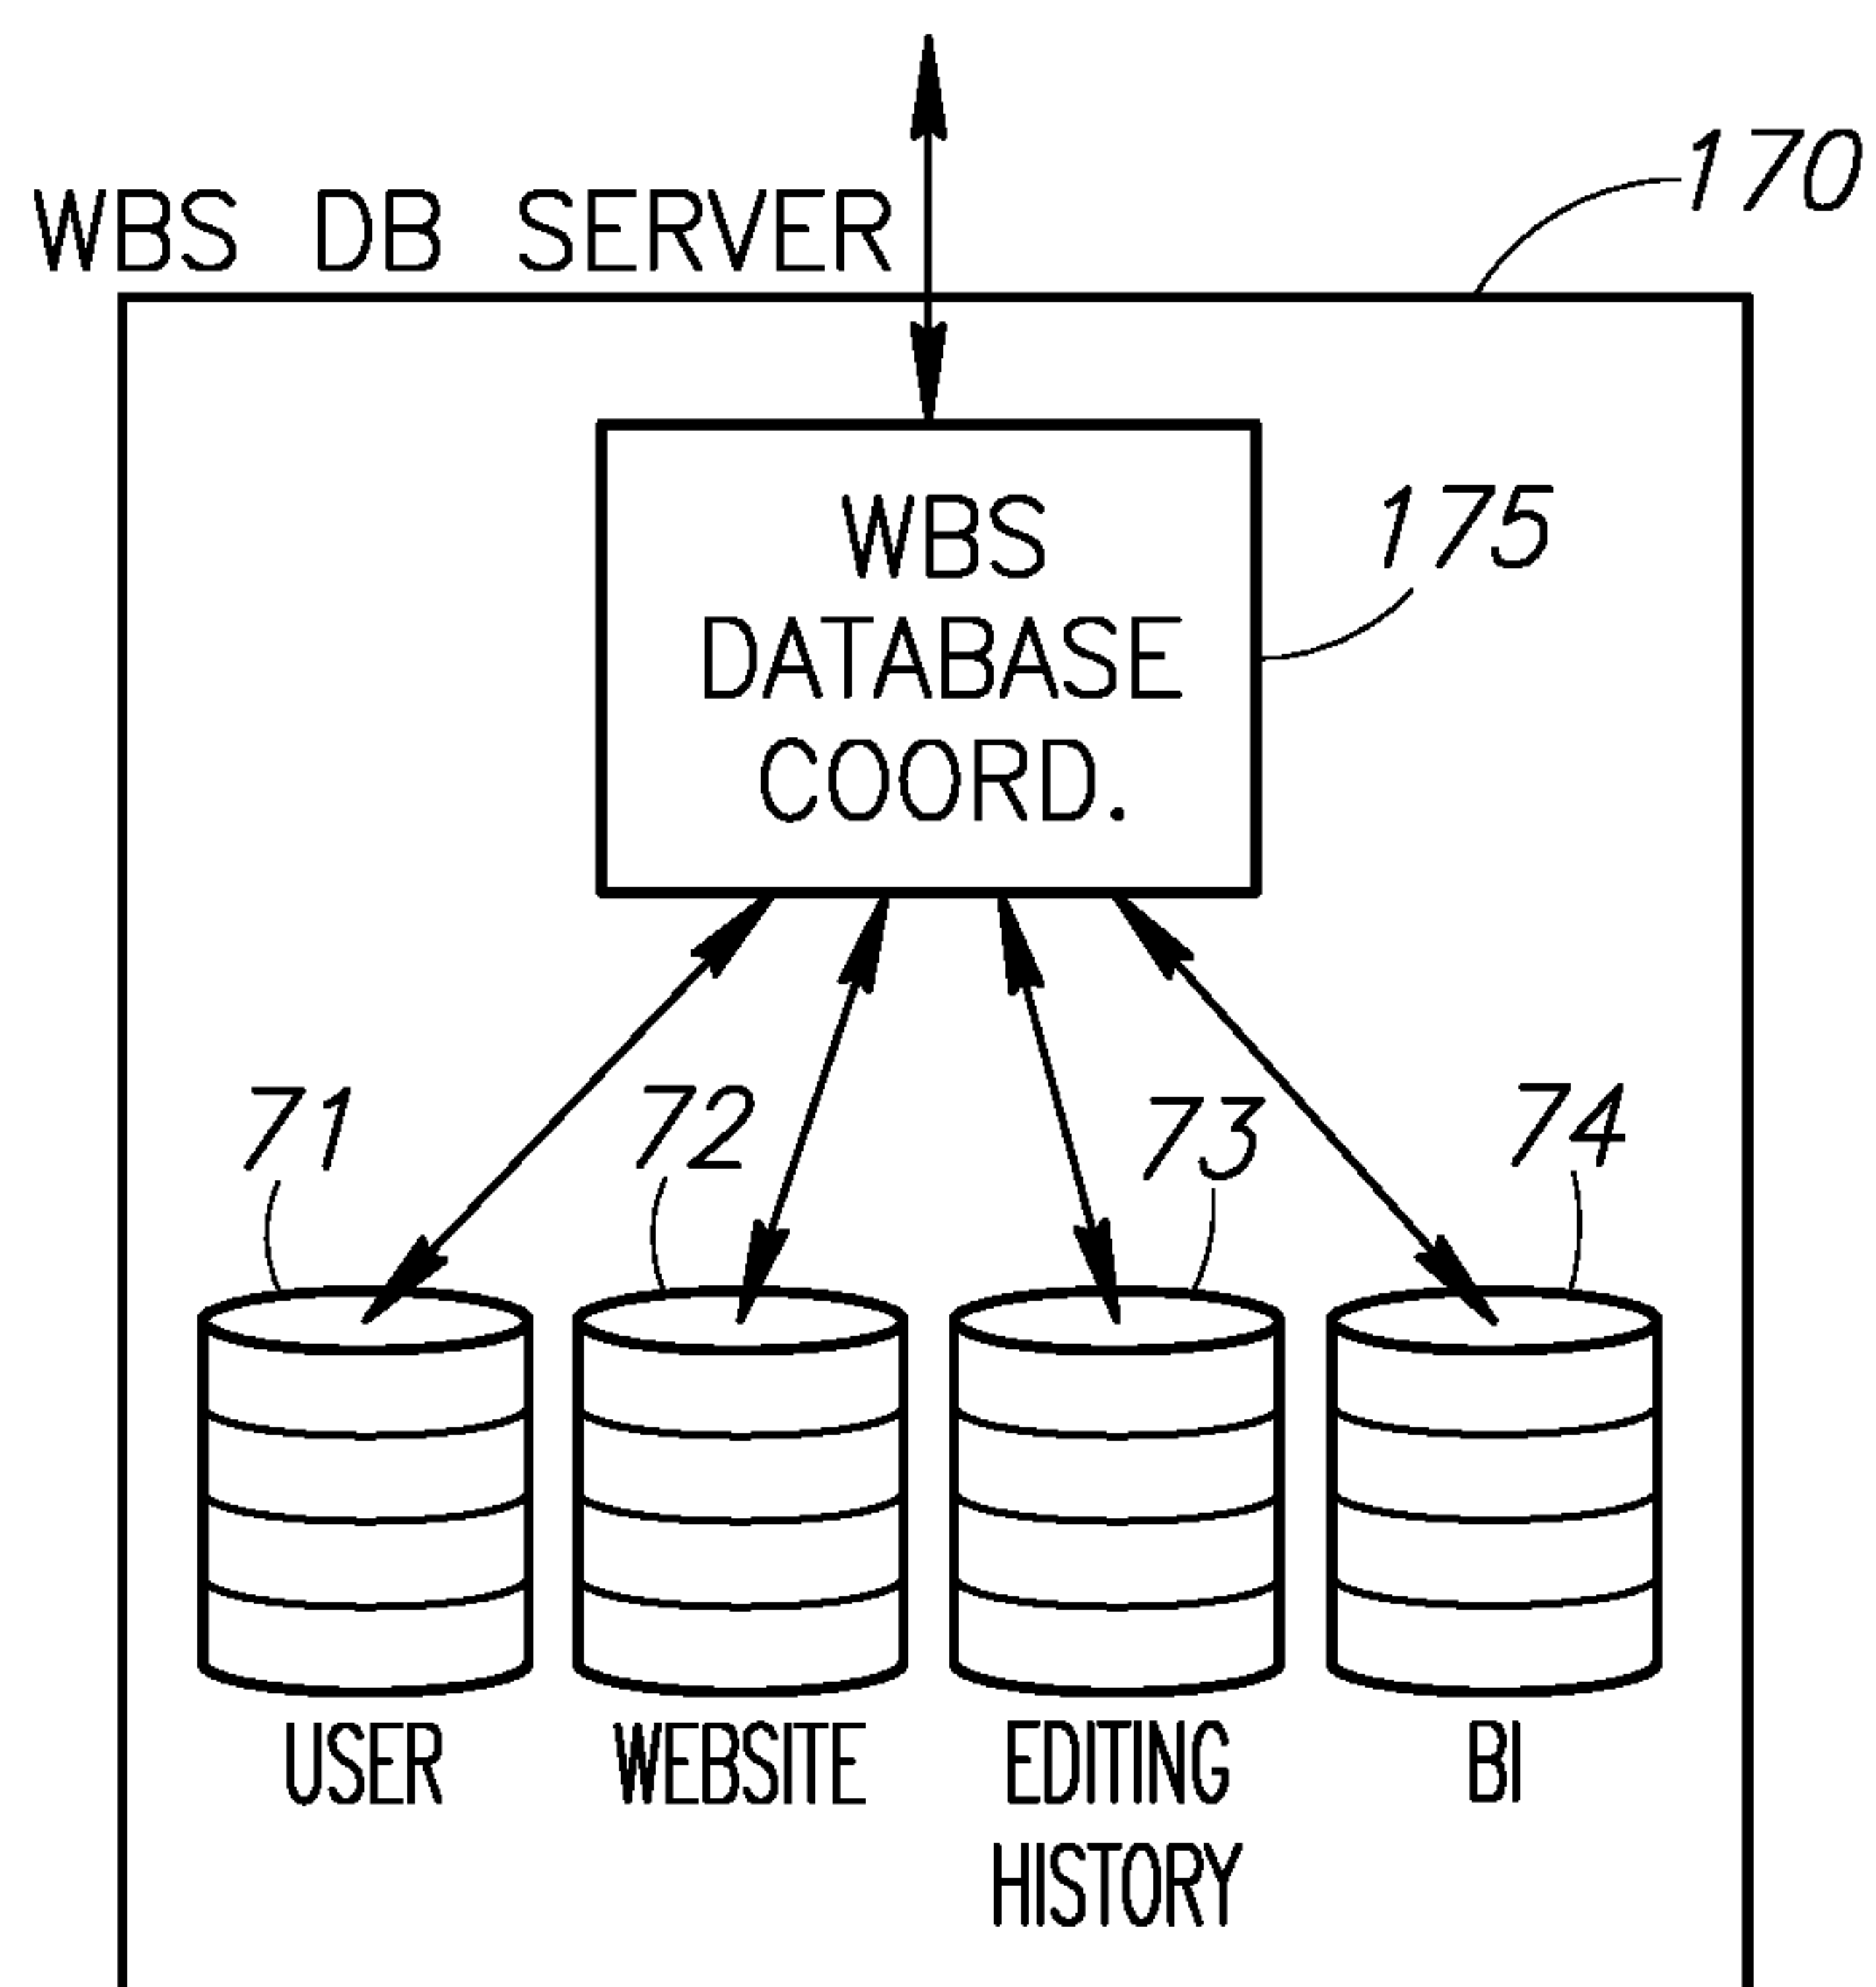 170
WBS DB SERVER
WBS
DATABASE
COORD.
175
71
72
73
74
USER
WEBSITE
EDITING
HISTORY
BI